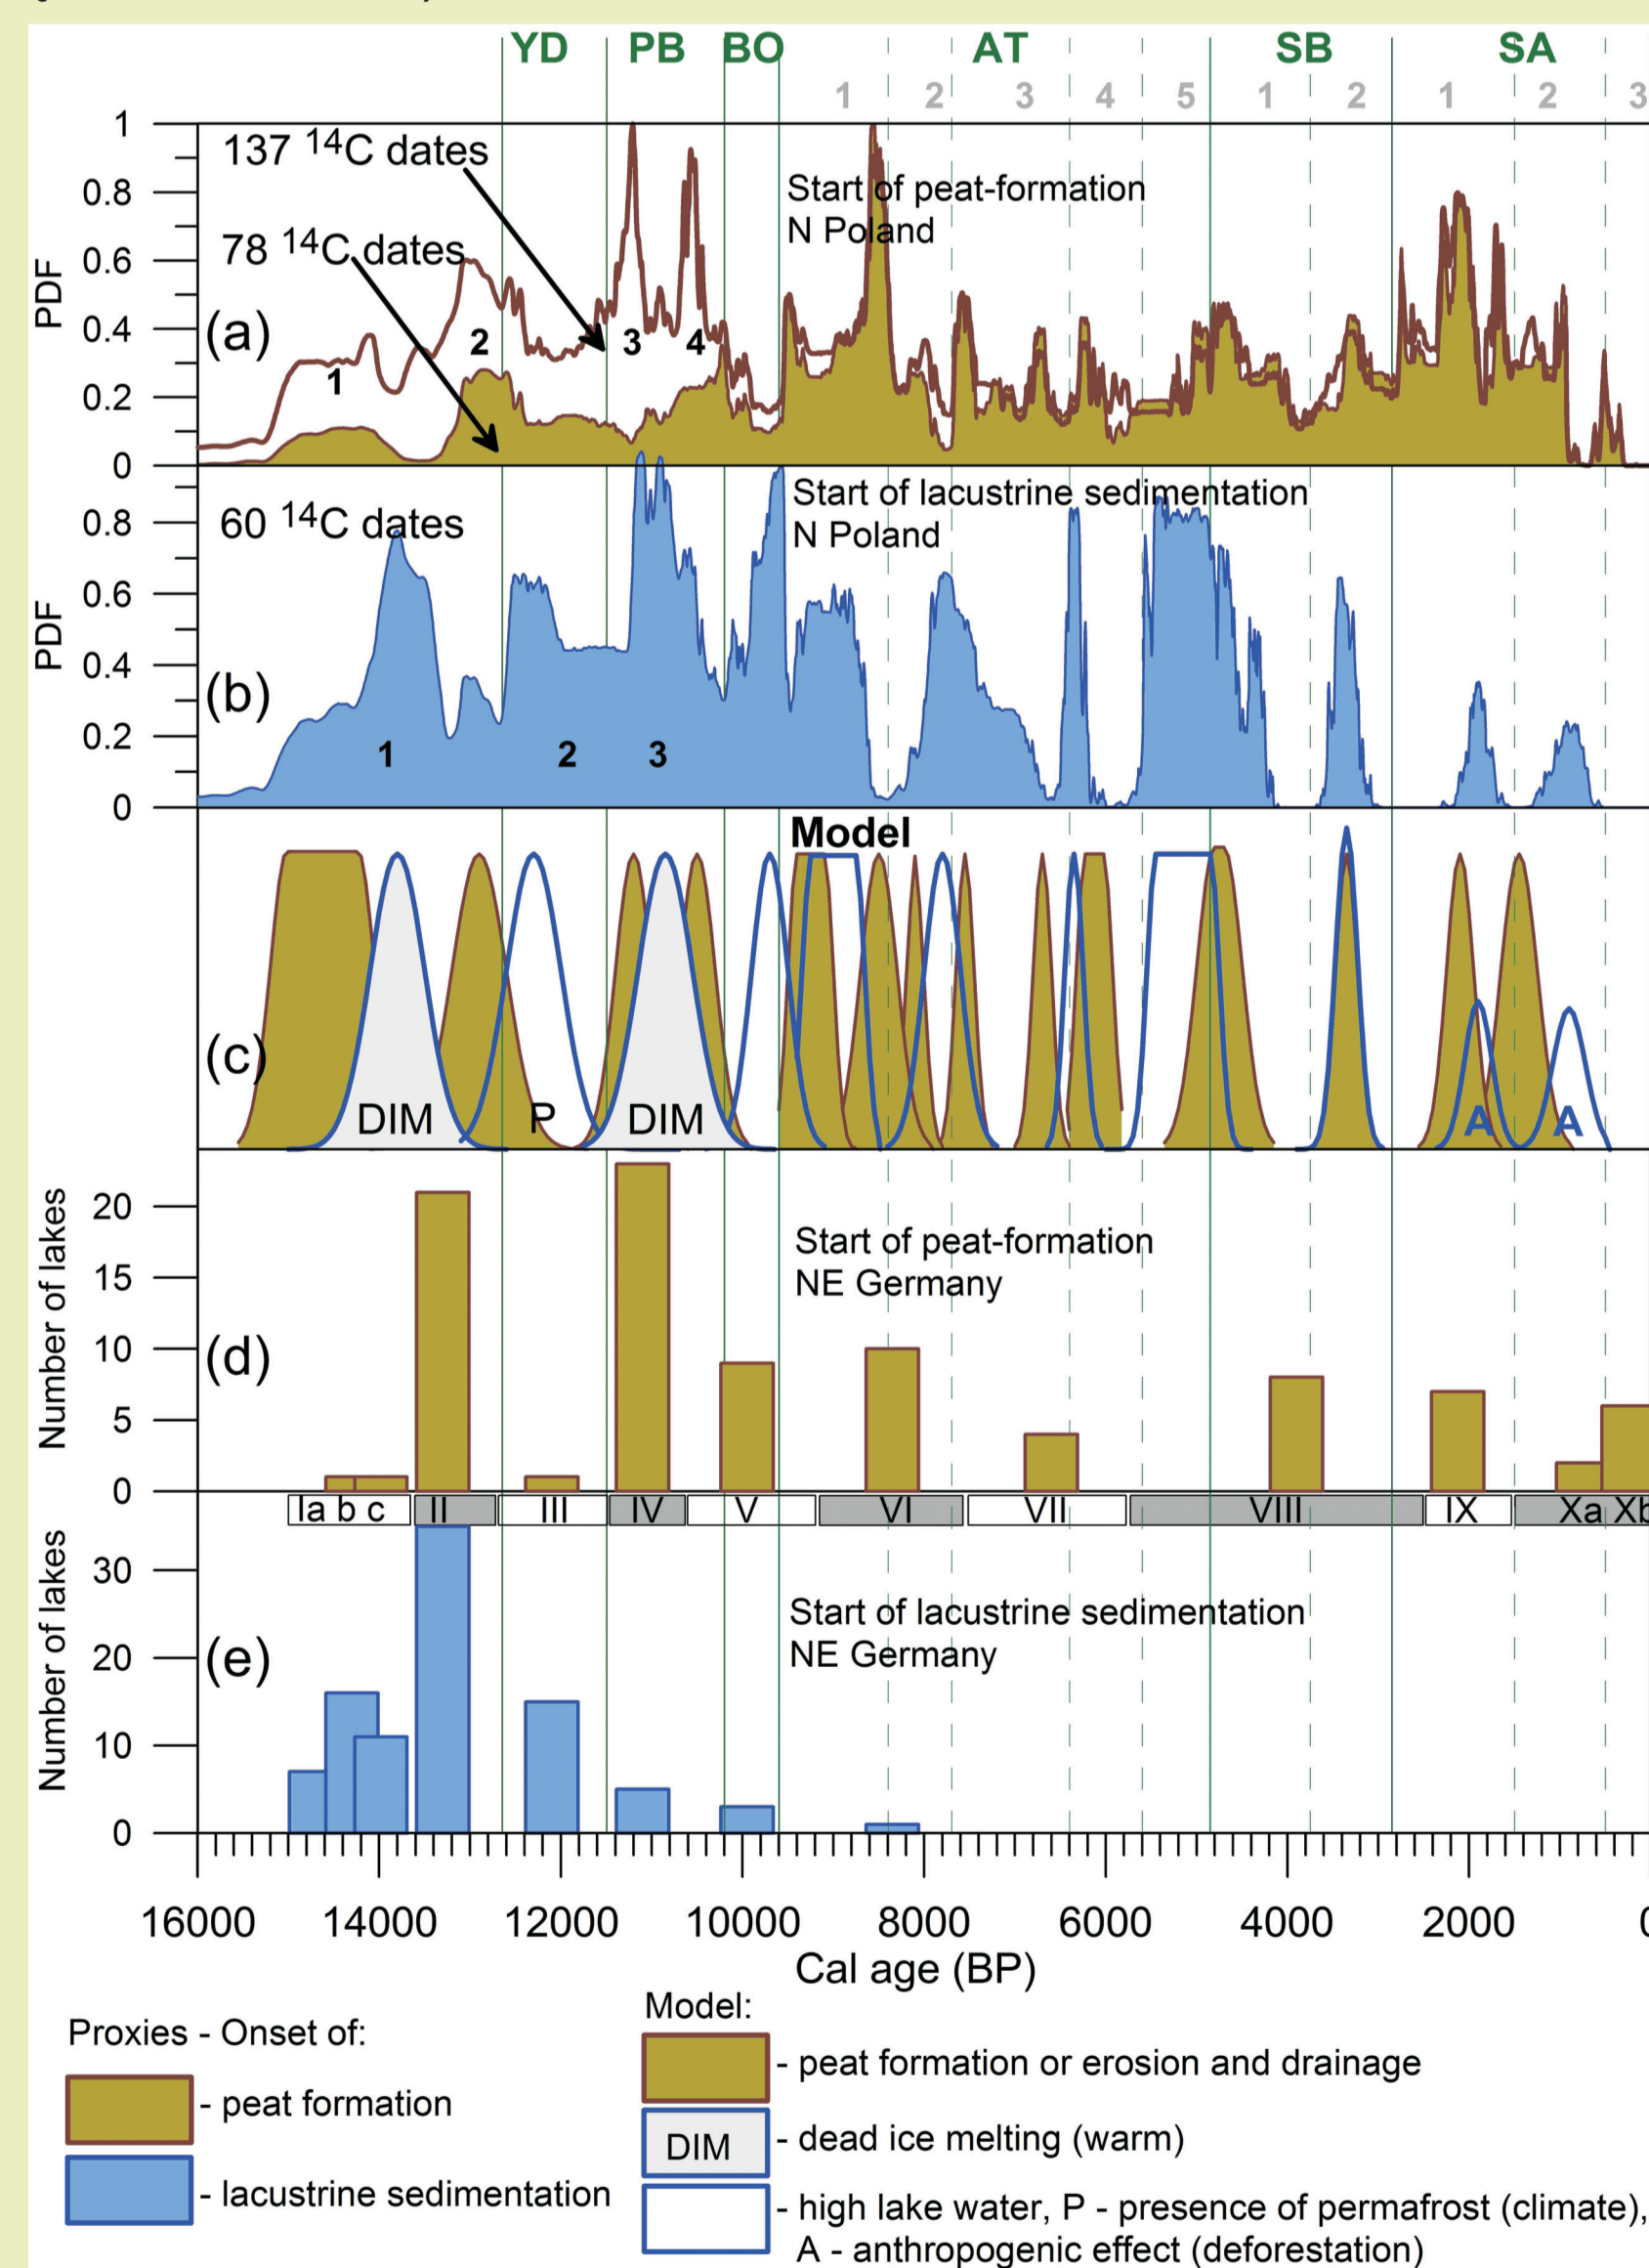 YD PB BO AT SB SA
1 2 3 4 5 1 2 1 2 3
1
0.8
0.6
0.4
0.2
0
PDF
(a)
137 14C dates
78 14C dates
Start of peat-formation
N Poland
1 2 3 4
0.8
0.6
0.4
0.2
0
PDF
(b)
60 14C dates
Start of lacustrine sedimentation
N Poland
1 2 3
Model
(c)
DIM P DIM A A
20
15
10
5
0
Number of lakes
(d)
Start of peat-formation
NE Germany
Ia b c II III IV V VI VII VIII IX Xa Xb
30
20
10
0
Number of lakes
(e)
Start of lacustrine sedimentation
NE Germany
16000 14000 12000 10000 8000 6000 4000 2000 0
Cal age (BP)
Proxies - Onset of:
- peat formation
- lacustrine sedimentation
Model:
- peat formation or erosion and drainage
DIM - dead ice melting (warm)
- high lake water, P - presence of permafrost (climate),
A - anthropogenic effect (deforestation)